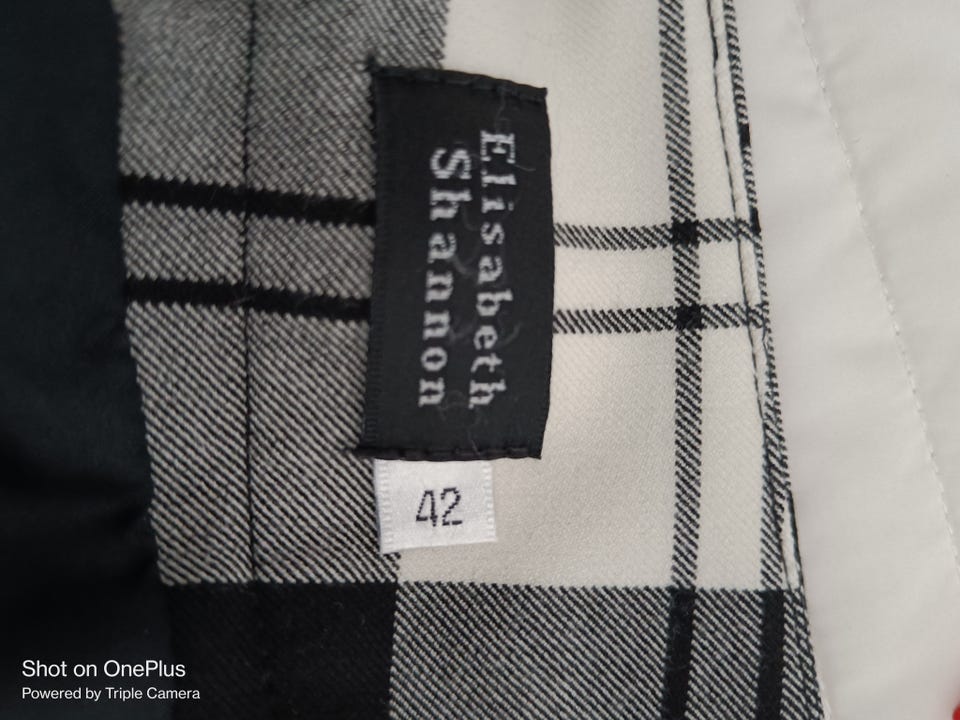 Elisabeth
Shannon
42
Shot on OnePlus
Powered by Triple Camera